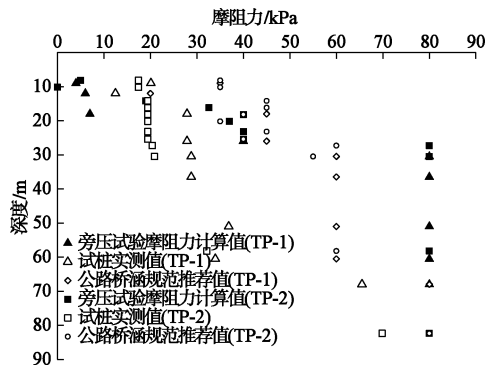 摩阻力/kPa
0 10 20 30 40 50 60 70 80 90
10
20
30
40
50
60
70
80
90
深度/m
▲ 旁压试验摩阻力计算值(TP-1)
△ 试桩实测值(TP-1)
◇ 公路桥涵规范推荐值(TP-1)
■ 旁压试验摩阻力计算值(TP-2)
□ 试桩实测值(TP-2)
○ 公路桥涵规范推荐值(TP-2)